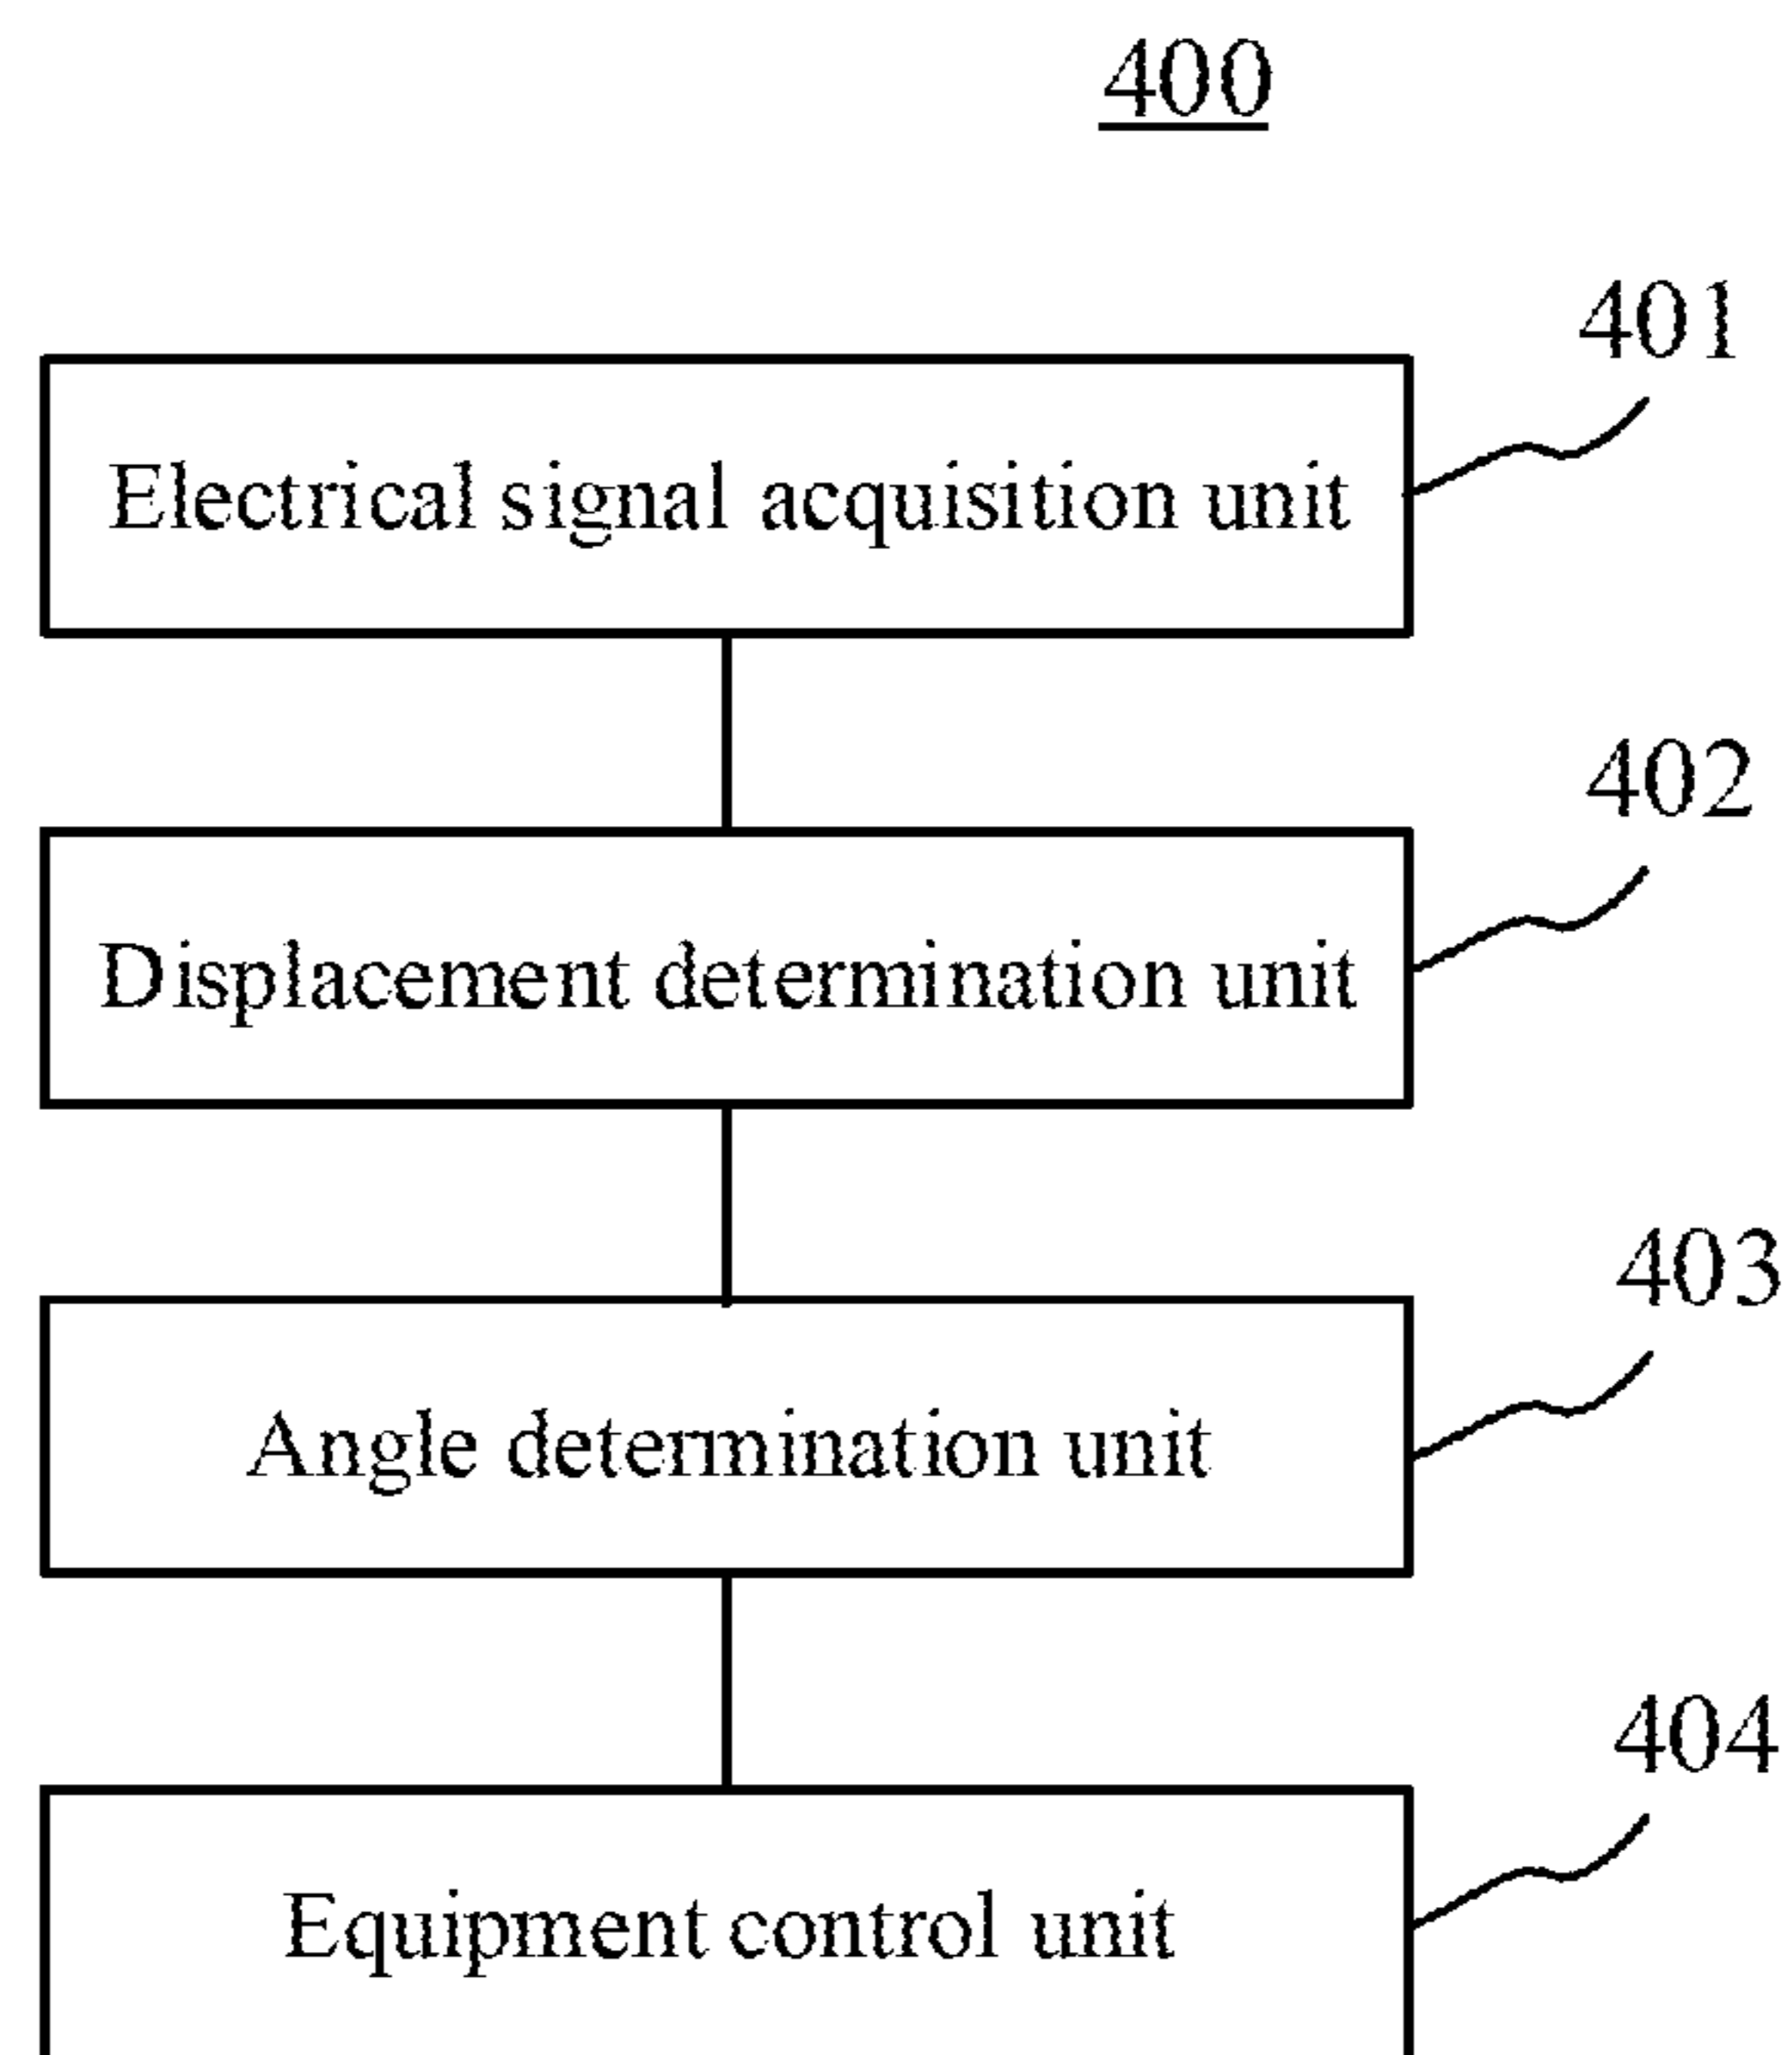 400
401
Electrical signal acquisition unit
402
Displacement determination unit
403
Angle determination unit
404
Equipment control unit